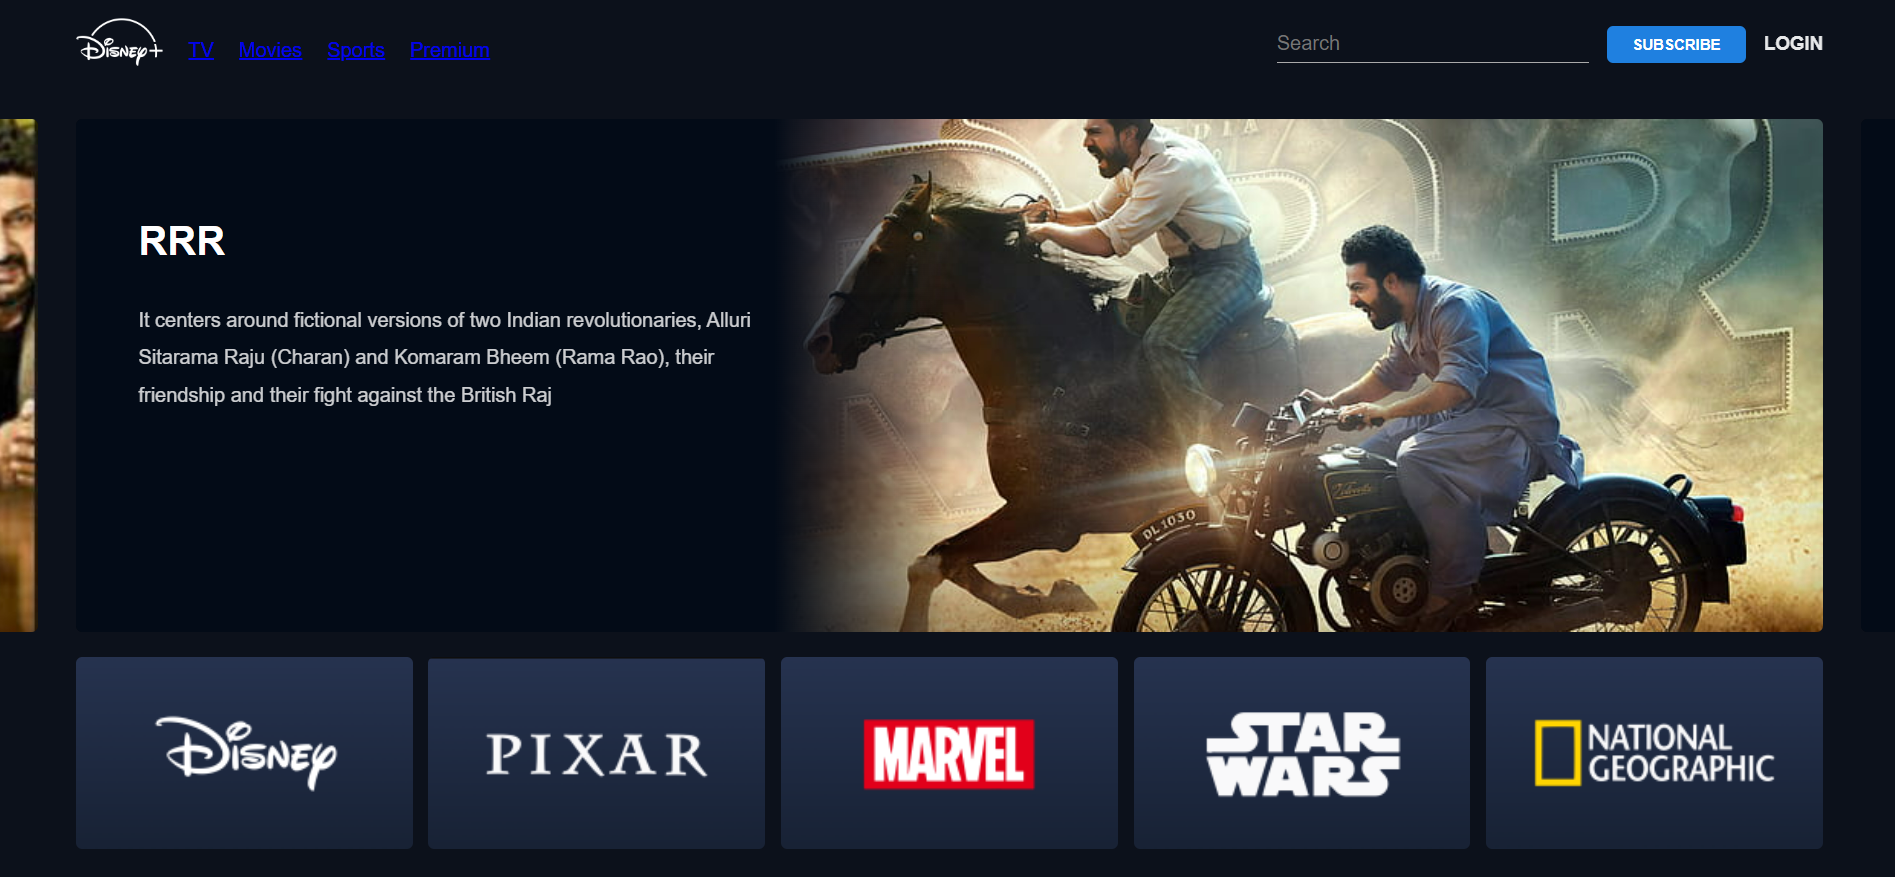 Disney+ TV Movies Sports Premium Search SUBSCRIBE LOGIN
RRR
It centers around fictional versions of two Indian revolutionaries, Alluri
Sitarama Raju (Charan) and Komaram Bheem (Rama Rao), their
friendship and their fight against the British Raj
DL 1030
Disney
PIXAR
MARVEL
STAR
WARS
NATIONAL
GEOGRAPHIC